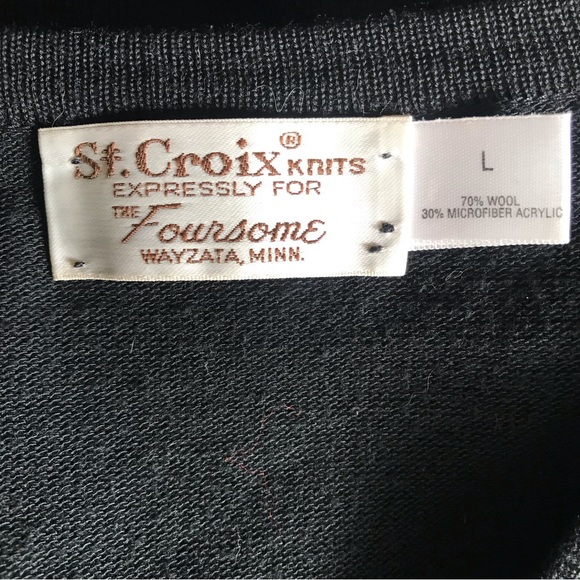 St. Croix® KNITS
EXPRESSLY FOR
THE
Foursome
WAYZATA, MINN.
L
70% WOOL
30% MICROFIBER ACRYLIC